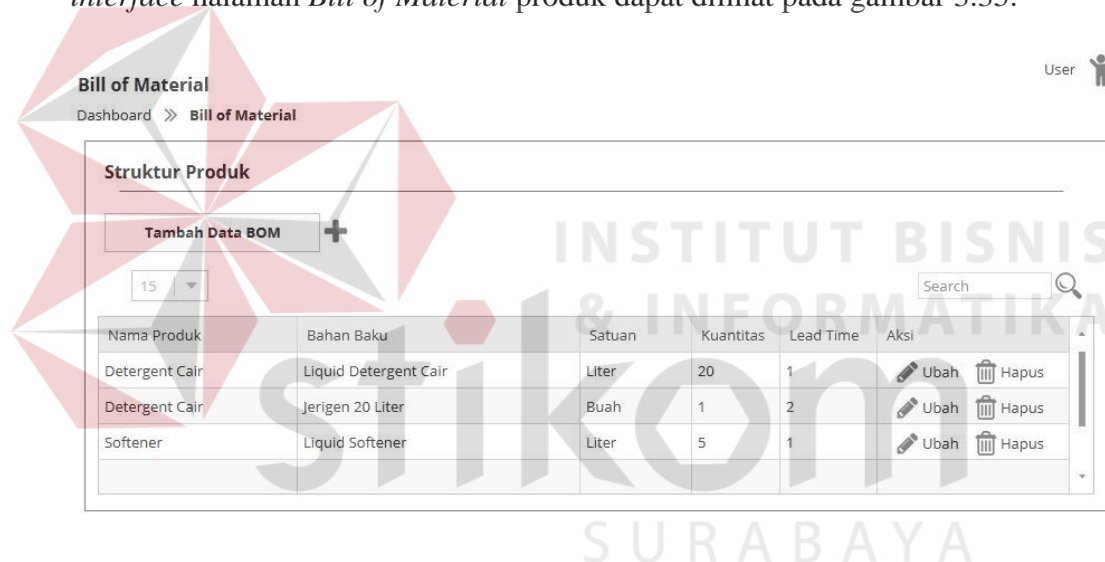 interface halaman Bill of Material produk dapat dilihat pada gambar 3.35.
User
Bill of Material
Dashboard >> Bill of Material
Struktur Produk
Tambah Data BOM
15
Search
Nama Produk Bahan Baku Satuan Kuantitas Lead Time Aksi
Detergent Cair Liquid Detergent Cair Liter 20 1 Ubah Hapus
Detergent Cair Jerigen 20 Liter Buah 1 2 Ubah Hapus
Softener Liquid Softener Liter 5 1 Ubah Hapus
INSTITUT BISNIS
& INFORMATIKA
stikom
SURABAYA